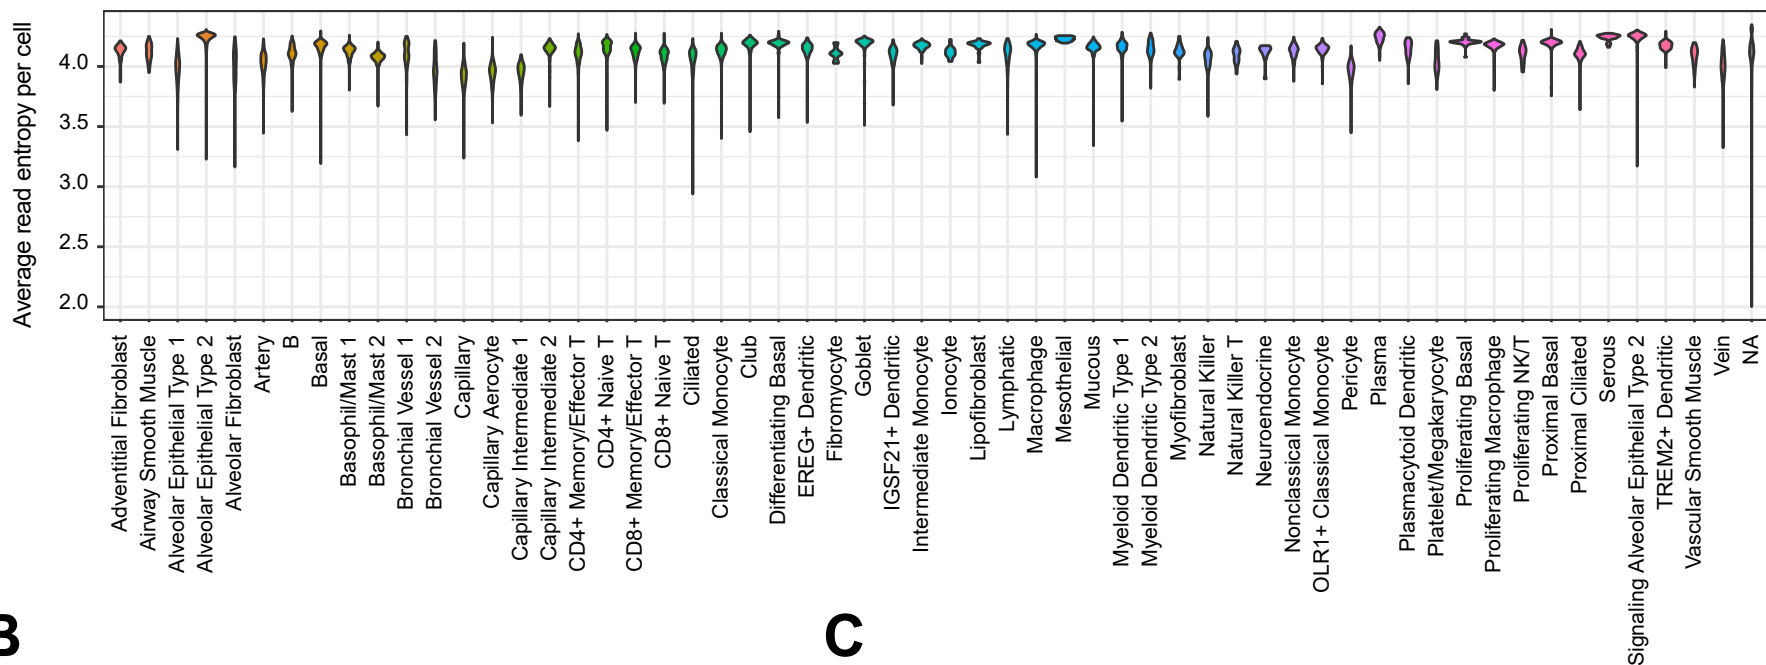 Average read entropy per cell
4.0
3.5
3.0
2.5
2.0
Adventitial Fibroblast
Airway Smooth Muscle
Alveolar Epithelial Type 1
Alveolar Epithelial Type 2
Alveolar Fibroblast
Artery
B
Basal
Basophil/Mast 1
Basophil/Mast 2
Bronchial Vessel 1
Bronchial Vessel 2
Capillary
Capillary Aerocyte
Capillary Intermediate 1
Capillary Intermediate 2
CD4+ Memory/Effector T
CD4+ Naive T
CD8+ Memory/Effector T
CD8+ Naive T
Ciliated
Classical Monocyte
Club
Differentiating Basal
EREG+ Dendritic
Fibromyocyte
Goblet
IGSF21+ Dendritic
Intermediate Monocyte
Ionocyte
Lipofibroblast
Lymphatic
Macrophage
Mesothelial
Mucous
Myeloid Dendritic Type 1
Myeloid Dendritic Type 2
Myofibroblast
Natural Killer
Natural Killer T
Neuroendocrine
Nonclassical Monocyte
OLR1+ Classical Monocyte
Pericyte
Plasma
Plasmacytoid Dendritic
Platelet/Megakaryocyte
Proliferating Basal
Proliferating Macrophage
Proliferating NK/T
Proximal Basal
Proximal Ciliated
Serous
Signaling Alveolar Epithelial Type 2
TREM2+ Dendritic
Vascular Smooth Muscle
Vein
NA
B
C